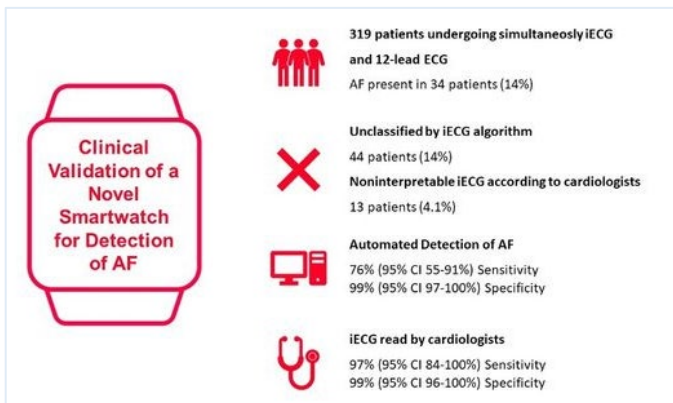 Clinical
Validation of a
Novel
Smartwatch
for Detection
of AF
319 patients undergoing simultaneosly iECG
and 12-lead ECG
AF present in 34 patients (14%)
Unclassified by iECG algorithm
44 patients (14%)
Noninterpretable iECG according to cardiologists
13 patients (4.1%)
Automated Detection of AF
76% (95% CI 55-91%) Sensitivity
99% (95% CI 97-100%) Specificity
iECG read by cardiologists
97% (95% CI 84-100%) Sensitivity
99% (95% CI 96-100%) Specificity